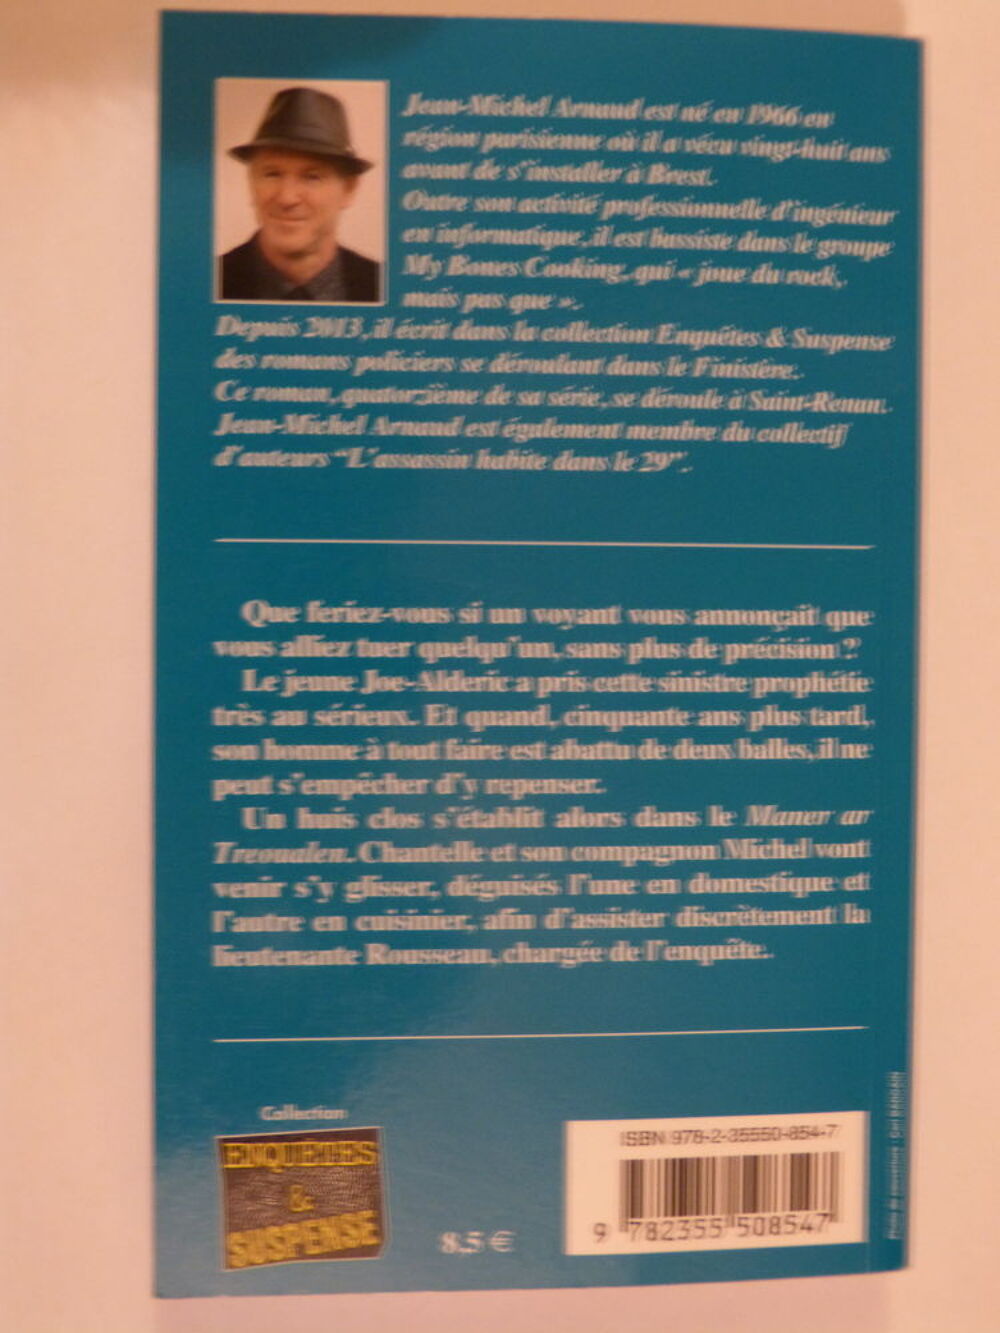 Jean-Michel Arnaud est né en 1966 en
région parisienne où il a vécu vingt-huit ans
avant de s'installer à Brest.
Outre son activité professionnelle d'ingénieur
en informatique, il est bassiste dans le groupe
My Bones Cooking, qui « joue du rock,
mais pas que ».
Depuis 2013, il écrit dans la collection Enquêtes & Suspense
des romans policiers se déroulant dans le Finistère.
Ce roman, quatorzième de sa série, se déroule à Saint-Renan.
Jean-Michel Arnaud est également membre du collectif
d'auteurs "L'assassin habite dans le 29".
Que feriez-vous si un voyant vous annonçait que
vous alliez tuer quelqu'un, sans plus de précision ?
Le jeune Joe-Alderic a pris cette sinistre prophétie
très au sérieux. Et quand, cinquante ans plus tard,
son homme à tout faire est abattu de deux balles, il ne
peut s'empêcher d'y repenser.
Un huis clos s'établit alors dans le Maner ar
Treoualen. Chantelle et son compagnon Michel vont
venir s'y glisser, déguisés l'une en domestique et
l'autre en cuisinier, afin d'assister discrètement la
lieutenante Rousseau, chargée de l'enquête.
Collection
ENQUÊTES
&
SUSPENSE
8,5 €
ISBN 978-2-35550-854-7
9 782355 508547